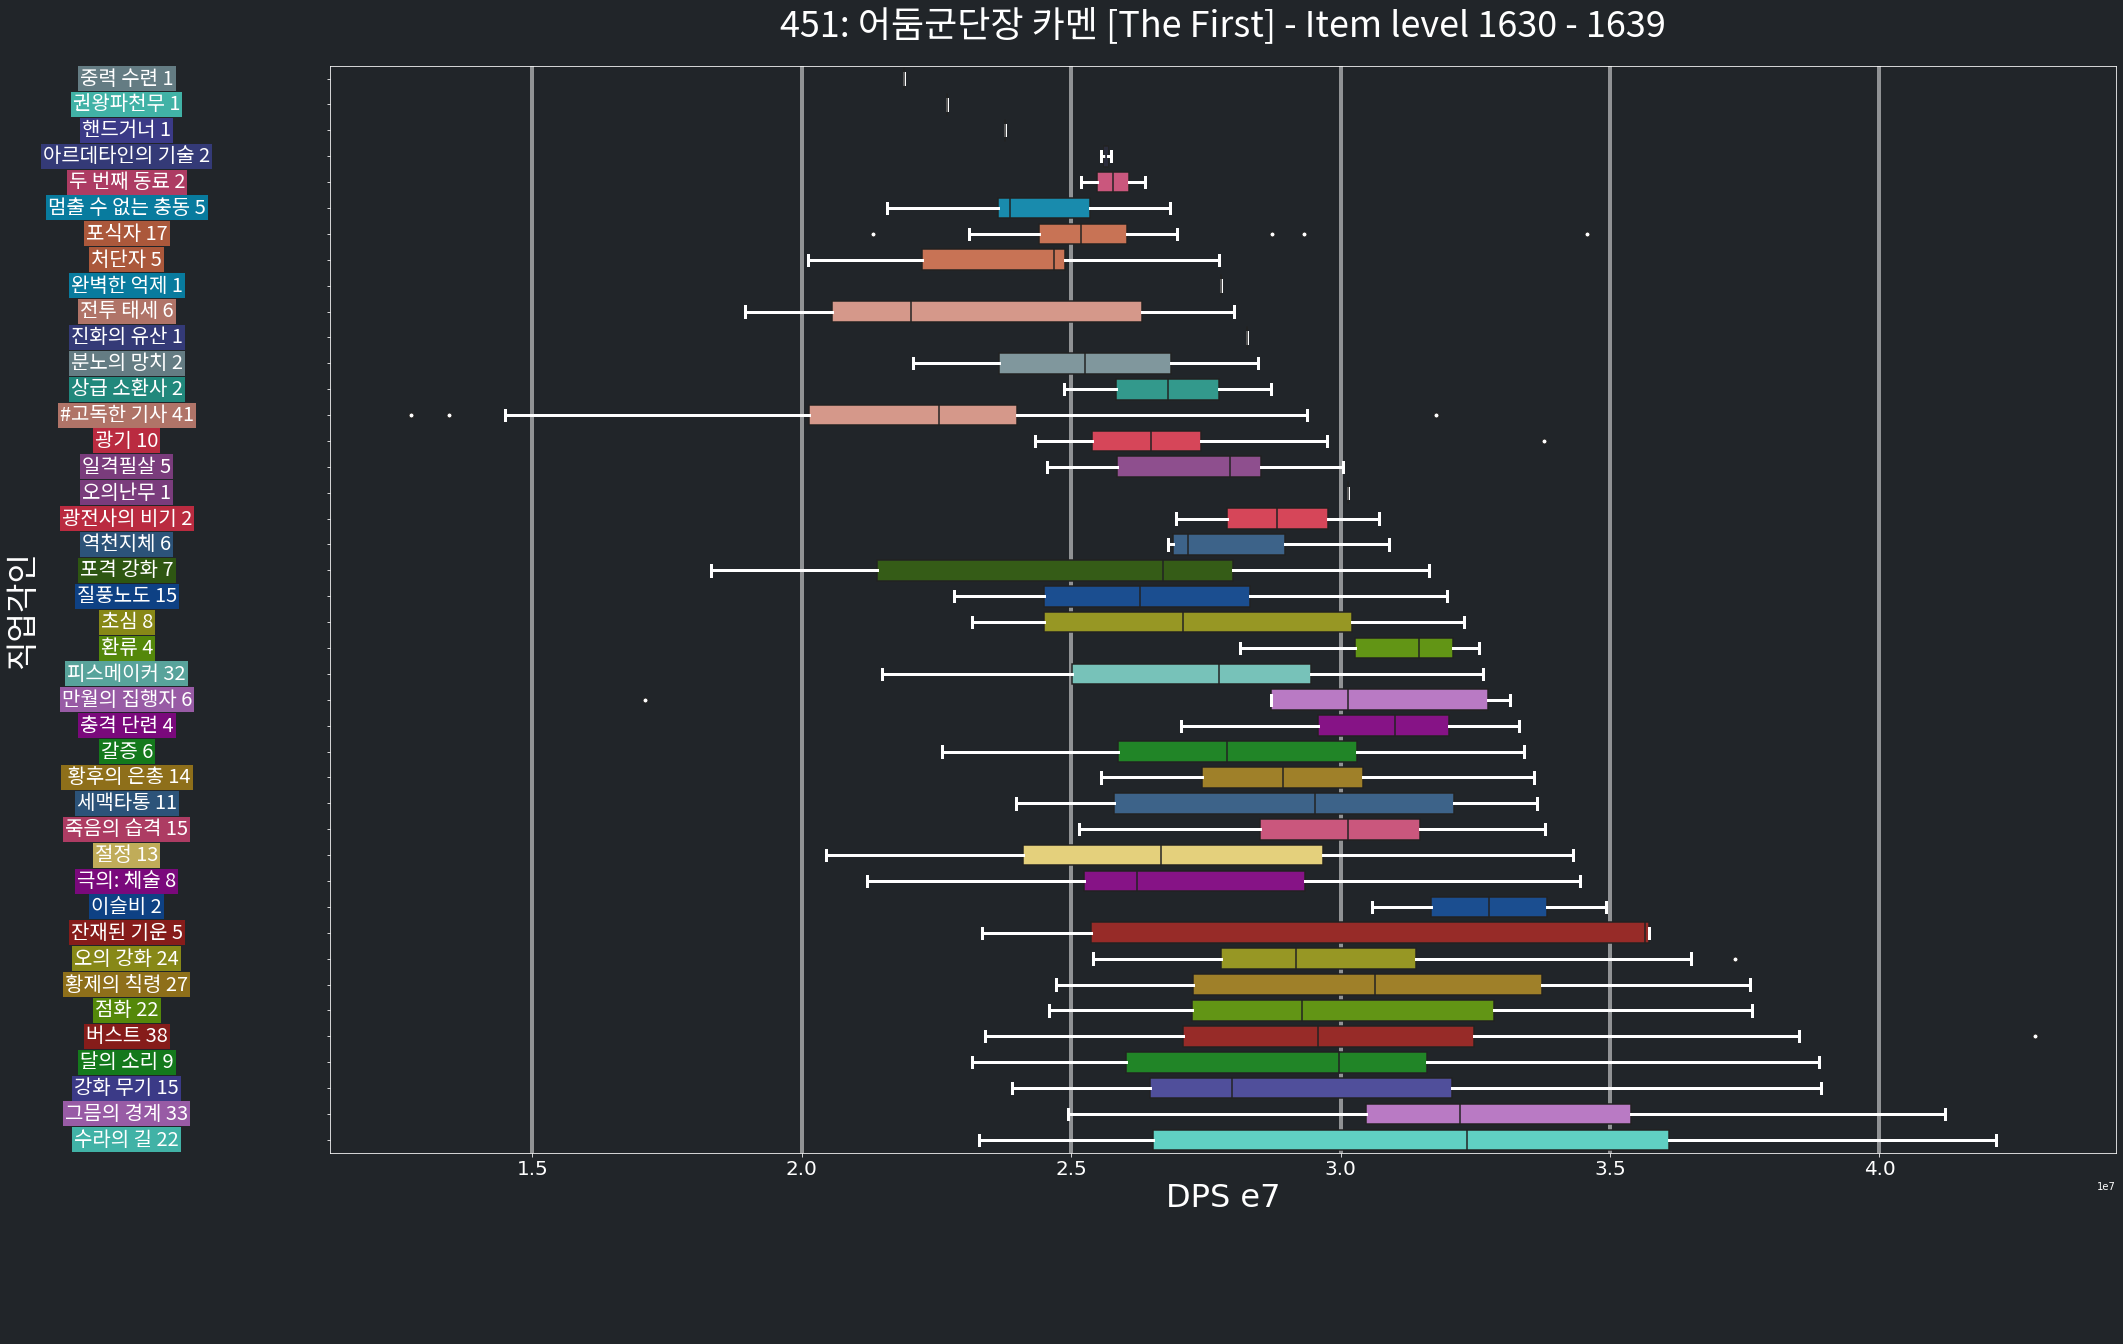 451: 어둠군단장 카멘 [The First] - Item level 1630 - 1639
중력 수련 1
권왕파천무 1
핸드거너 1
아르데타인의 기술 2
두 번째 동료 2
멈출 수 없는 충동 5
포식자 17
처단자 5
완벽한 억제 1
전투 태세 6
진화의 유산 1
분노의 망치 2
상급 소환사 2
#고독한 기사 41
광기 10
일격필살 5
오의난무 1
광전사의 비기 2
역천지체 6
포격 강화 7
질풍노도 15
초심 8
환류 4
피스메이커 32
만월의 집행자 6
충격 단련 4
갈증 6
황후의 은총 14
세맥타통 11
죽음의 습격 15
절정 13
극의: 체술 8
이슬비 2
잔재된 기운 5
오의 강화 24
황제의 칙령 27
점화 22
버스트 38
달의 소리 9
강화 무기 15
그믐의 경계 33
수라의 길 22
직업각인
1.5 2.0 2.5 3.0 3.5 4.0
DPS e7
1e7